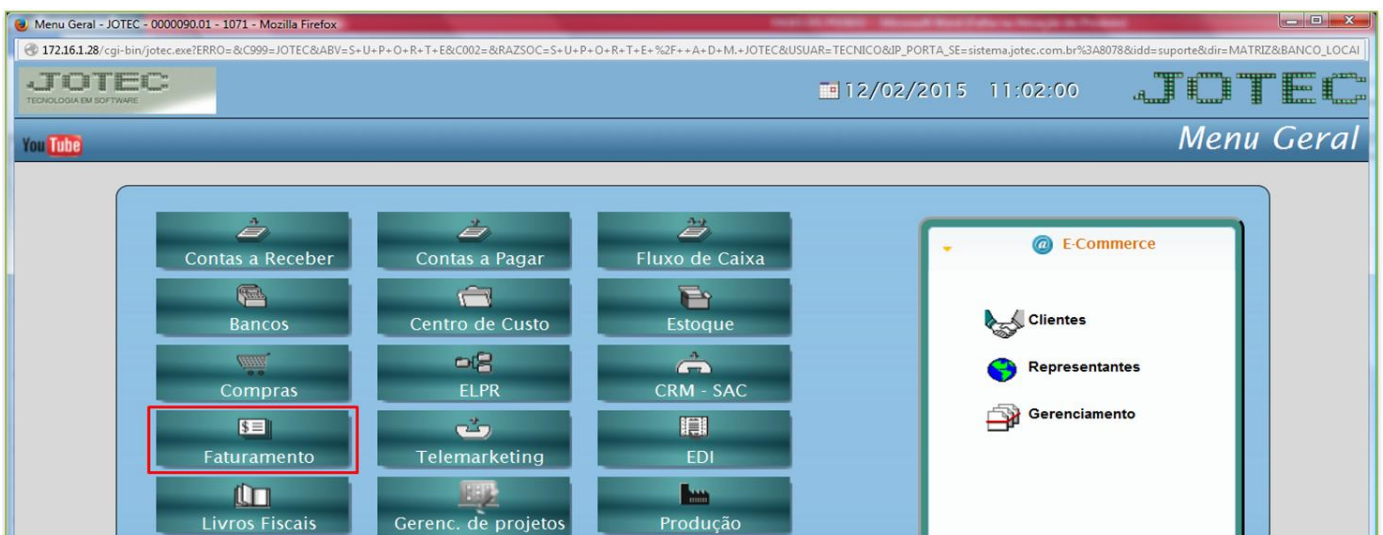 Menu Geral - JOTEC - 0000090.01 - 1071 - Mozilla Firefox
172.16.1.28/cgi-bin/jotec.exe?ERRO=&C999=JOTEC&ABV=S+U+P+O+R+T+E&C002=&RAZSOC=S+U+P+O+R+T+E+%2F++A+D+M.+JOTEC&USUAR=TECNICO&IP_PORTA_SE=sistema.jotec.com.br%3A8078&idd=suporte&dir=MATRIZ&BANCO_LOCAI
JOTEC
TECNOLOGIA EM SOFTWARE
12/02/2015 11:02:00
JOTEC
You Tube
Menu Geral
Contas a Receber
Contas a Pagar
Fluxo de Caixa
E-Commerce
Bancos
Centro de Custo
Estoque
Clientes
Compras
ELPR
CRM - SAC
Representantes
Faturamento
Telemarketing
EDI
Gerenciamento
Livros Fiscais
Gerenc. de projetos
Produção